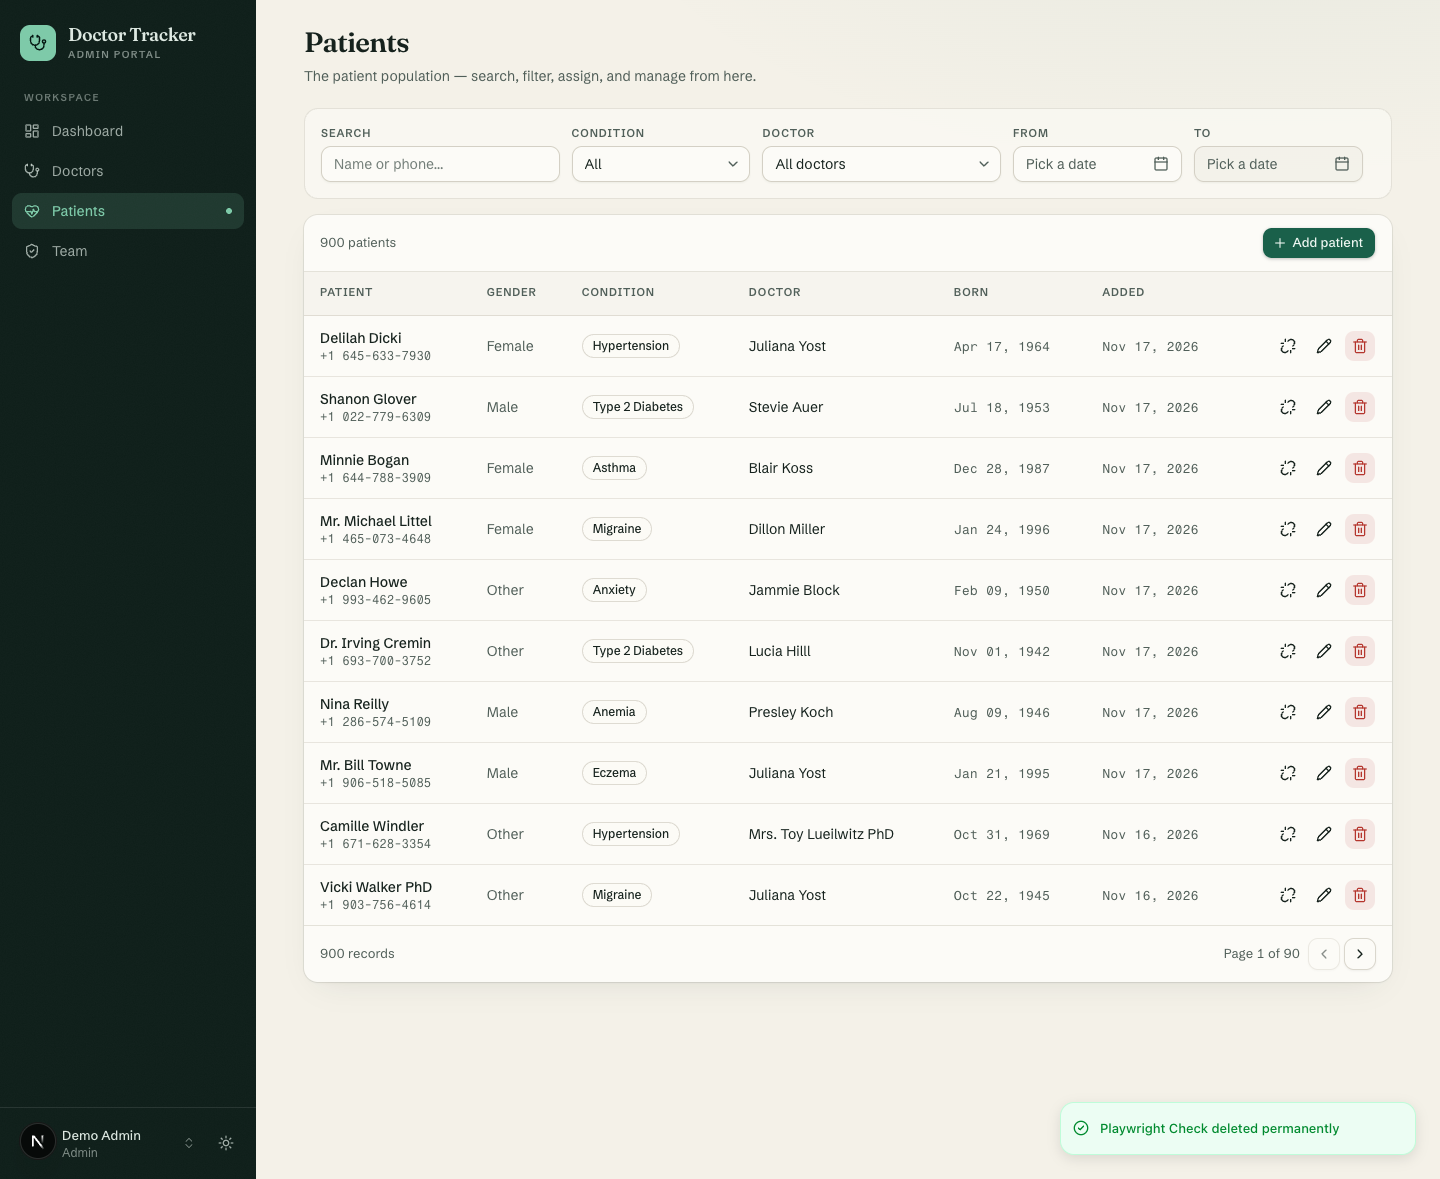 Doctor Tracker
ADMIN PORTAL
WORKSPACE
Dashboard
Doctors
Patients
Team
Demo Admin
Admin
Patients
The patient population — search, filter, assign, and manage from here.
SEARCH CONDITION DOCTOR FROM TO
Name or phone... All All doctors Pick a date Pick a date
900 patients Add patient
PATIENT GENDER CONDITION DOCTOR BORN ADDED
Delilah Dicki
+1 645-633-7930
Female Hypertension Juliana Yost Apr 17, 1964 Nov 17, 2026
Shanon Glover
+1 022-779-6309
Male Type 2 Diabetes Stevie Auer Jul 18, 1953 Nov 17, 2026
Minnie Bogan
+1 644-788-3909
Female Asthma Blair Koss Dec 28, 1987 Nov 17, 2026
Mr. Michael Littel
+1 465-073-4648
Female Migraine Dillon Miller Jan 24, 1996 Nov 17, 2026
Declan Howe
+1 993-462-9605
Other Anxiety Jammie Block Feb 09, 1950 Nov 17, 2026
Dr. Irving Cremin
+1 693-700-3752
Other Type 2 Diabetes Lucia Hilll Nov 01, 1942 Nov 17, 2026
Nina Reilly
+1 286-574-5109
Male Anemia Presley Koch Aug 09, 1946 Nov 17, 2026
Mr. Bill Towne
+1 906-518-5085
Male Eczema Juliana Yost Jan 21, 1995 Nov 17, 2026
Camille Windler
+1 671-628-3354
Other Hypertension Mrs. Toy Lueilwitz PhD Oct 31, 1969 Nov 16, 2026
Vicki Walker PhD
+1 903-756-4614
Other Migraine Juliana Yost Oct 22, 1945 Nov 16, 2026
900 records Page 1 of 90
Playwright Check deleted permanently